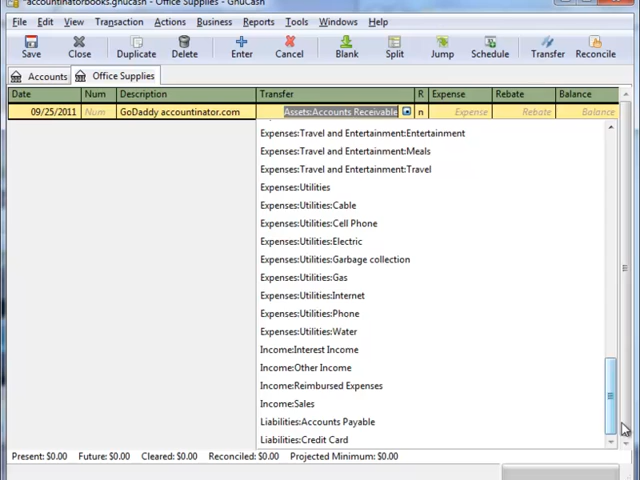 *accountinatorbooks.gnucash - Office Supplies - GnuCash
File Edit View Transaction Actions Business Reports Tools Windows Help
Save Close Duplicate Delete Enter Cancel Blank Split Jump Schedule Transfer Reconcile
Accounts Office Supplies
Date Num Description Transfer R Expense Rebate Balance
09/25/2011 Num GoDaddy accountinator.com Assets:Accounts Receivable n Expense Rebate Balance
Expenses:Travel and Entertainment:Entertainment
Expenses:Travel and Entertainment:Meals
Expenses:Travel and Entertainment:Travel
Expenses:Utilities
Expenses:Utilities:Cable
Expenses:Utilities:Cell Phone
Expenses:Utilities:Electric
Expenses:Utilities:Garbage collection
Expenses:Utilities:Gas
Expenses:Utilities:Internet
Expenses:Utilities:Phone
Expenses:Utilities:Water
Income:Interest Income
Income:Other Income
Income:Reimbursed Expenses
Income:Sales
Liabilities:Accounts Payable
Liabilities:Credit Card
Present: $0.00 Future: $0.00 Cleared: $0.00 Reconciled: $0.00 Projected Minimum: $0.00